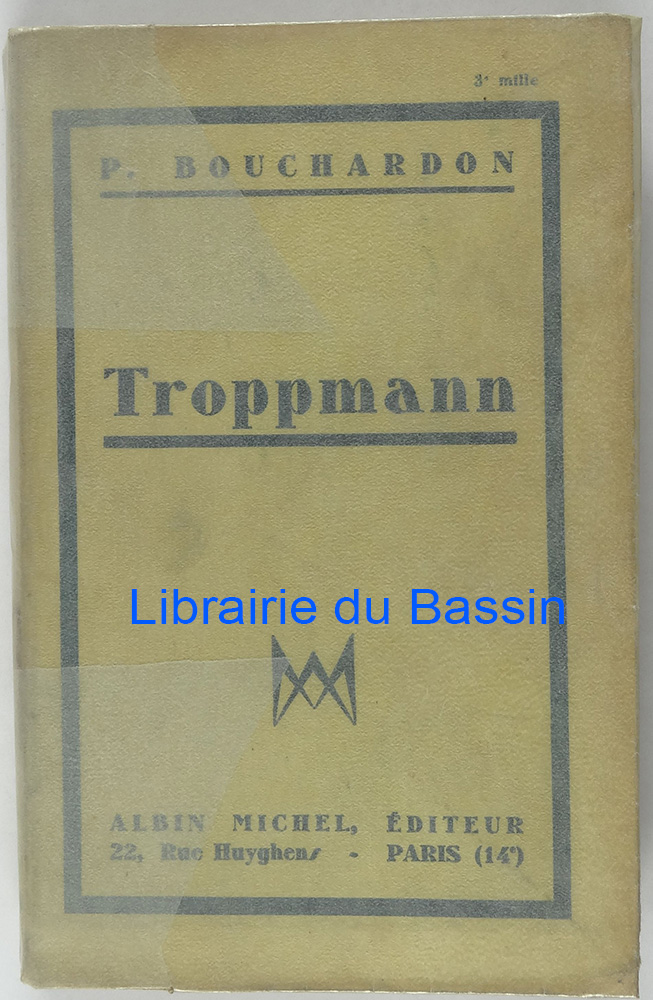 3e mille
P. BOUCHARDON
Troppmann
Librairie du Bassin
ALBIN MICHEL, ÉDITEUR
22, Rue Huyghens - PARIS (14e)